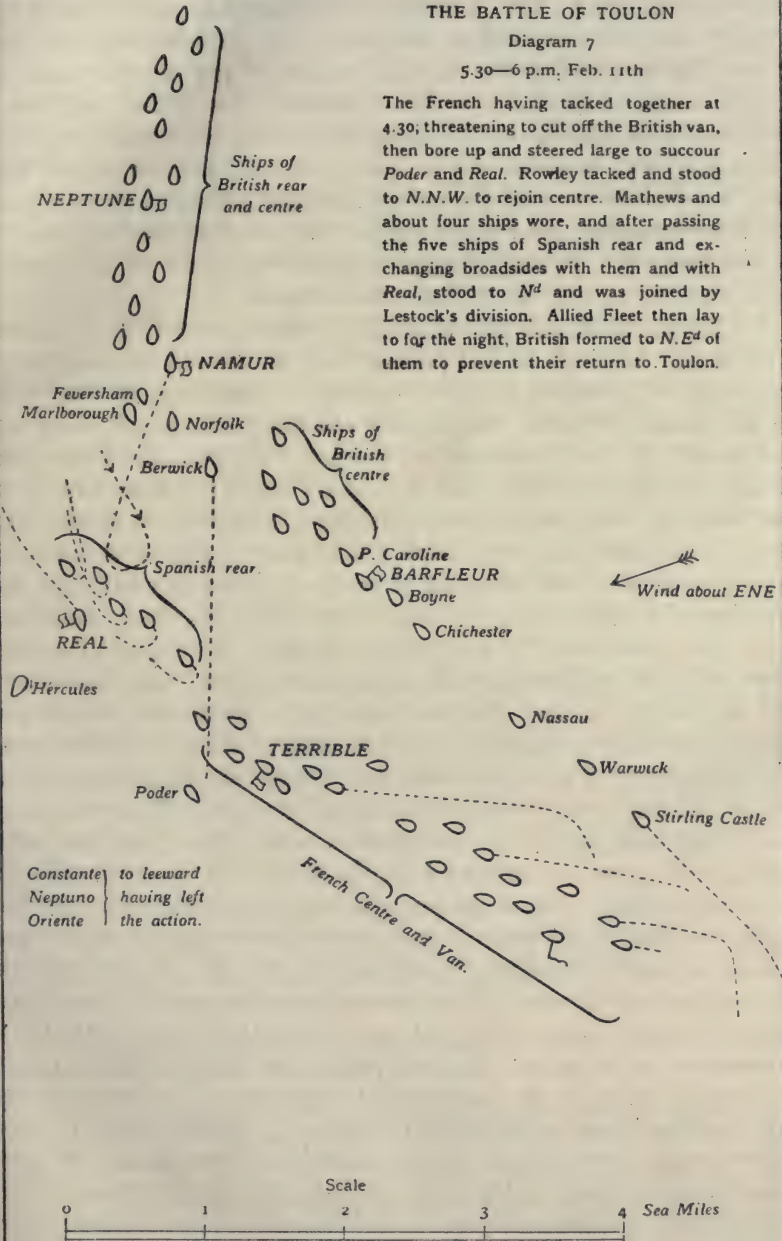 THE BATTLE OF TOULON
Diagram 7
5.30—6 p.m. Feb. 11th
The French having tacked together at
4.30; threatening to cut off the British van,
then bore up and steered large to succour
Poder and Real. Rowley tacked and stood
to N.N.W. to rejoin centre. Mathews and
about four ships wore, and after passing
the five ships of Spanish rear and ex-
changing broadsides with them and with
Real, stood to Nd and was joined by
Lestock's division. Allied Fleet then lay
to for the night, British formed to N.Ed of
them to prevent their return to Toulon.
Ships of
British rear
and centre
NEPTUNE
NAMUR
Feversham
Marlborough
Norfolk
Ships of
British
centre
Berwick
P. Caroline
BARFLEUR
Boyne
Chichester
Wind about ENE
Spanish rear
REAL
Hércules
Nassau
TERRIBLE
Warwick
Poder
Stirling Castle
French Centre and Van.
Constante to leeward
Neptuno having left
Oriente the action.
Scale
0 1 2 3 4 Sea Miles